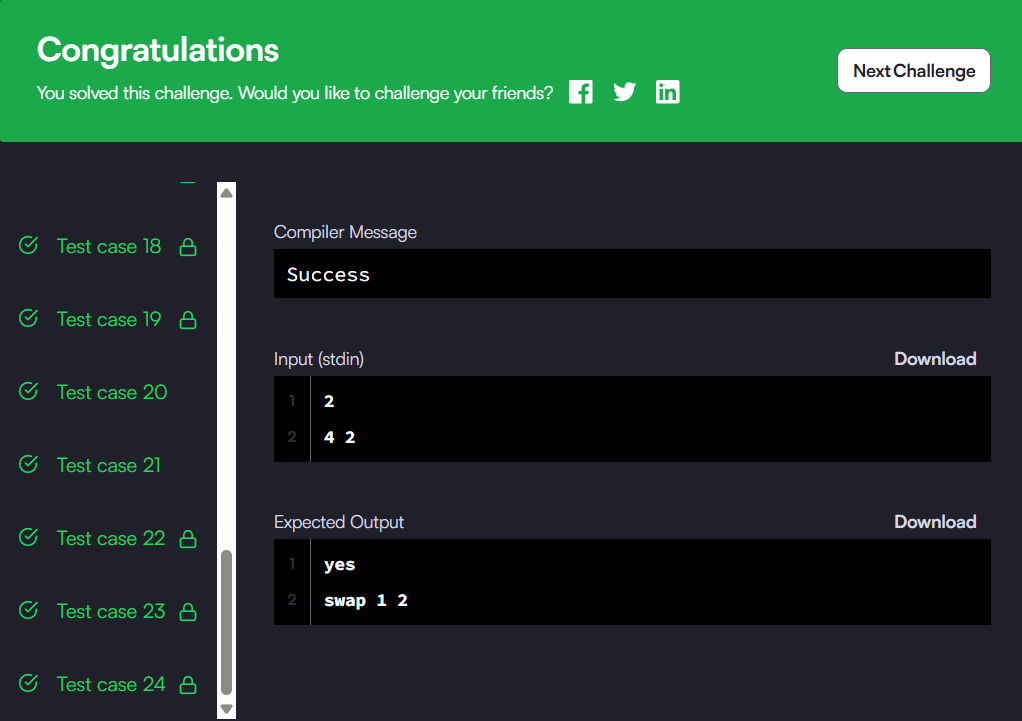 Congratulations
You solved this challenge. Would you like to challenge your friends?
Next Challenge
Test case 18
Test case 19
Test case 20
Test case 21
Test case 22
Test case 23
Test case 24
Compiler Message
Success
Input (stdin)
Download
1 2
2 4 2
Expected Output
Download
1 yes
2 swap 1 2